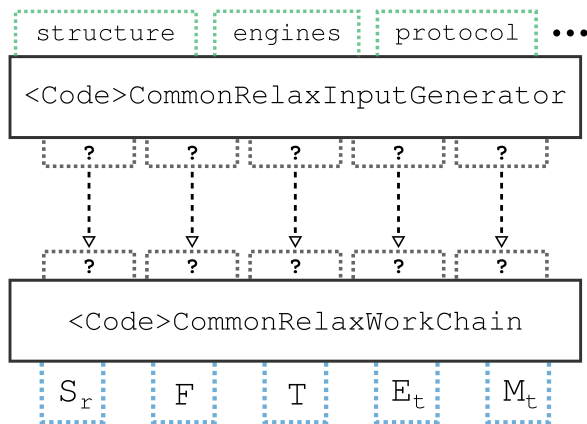 structure engines protocol •••
<Code>CommonRelaxInputGenerator
? ? ? ? ?
? ? ? ? ?
<Code>CommonRelaxWorkChain
Sr F T Et Mt